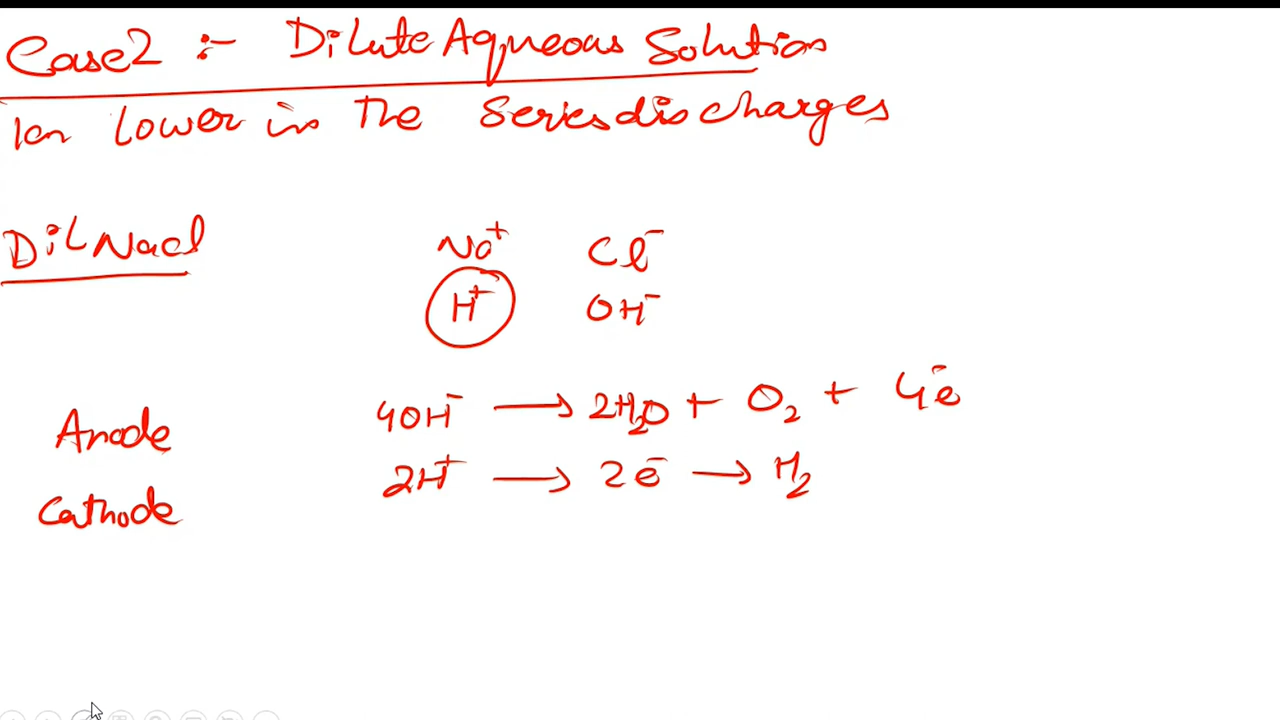 Case2 :- Dilute Aqueous Solution
Ion Lower in The Series discharges
Dil Nacl
Na⁺ Cl⁻
H⁺ OH⁻
Anode 4OH⁻ → 2H₂O + O₂ + 4e⁻
Cathode 2H⁺ → 2e⁻ → H₂